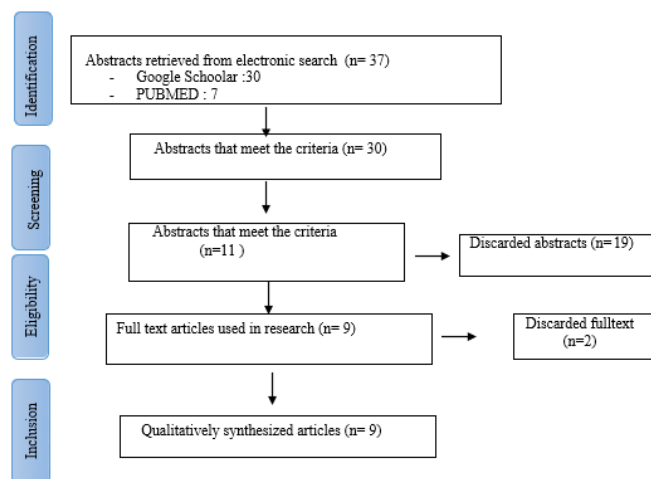 Identification
Abstracts retrieved from electronic search (n= 37)
- Google Schoolar :30
- PUBMED : 7
Abstracts that meet the criteria (n= 30)
Screening
Abstracts that meet the criteria
(n=11 )
Discarded abstracts (n=19)
Eligibility
Full text articles used in research (n= 9)
Discarded fulltext
(n=2)
Inclusion
Qualitatively synthesized articles (n= 9)